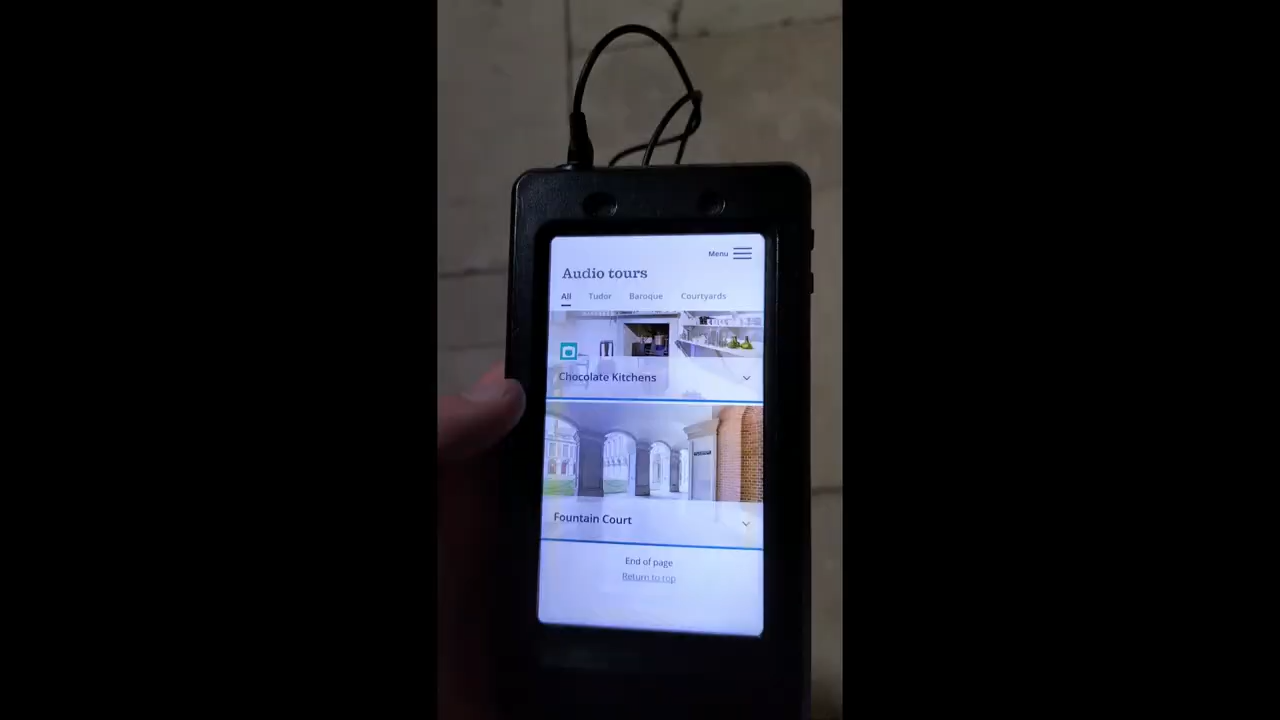 Menu
Audio tours
All Tudor Baroque Courtyards
Chocolate Kitchens
Fountain Court
End of page
Return to top